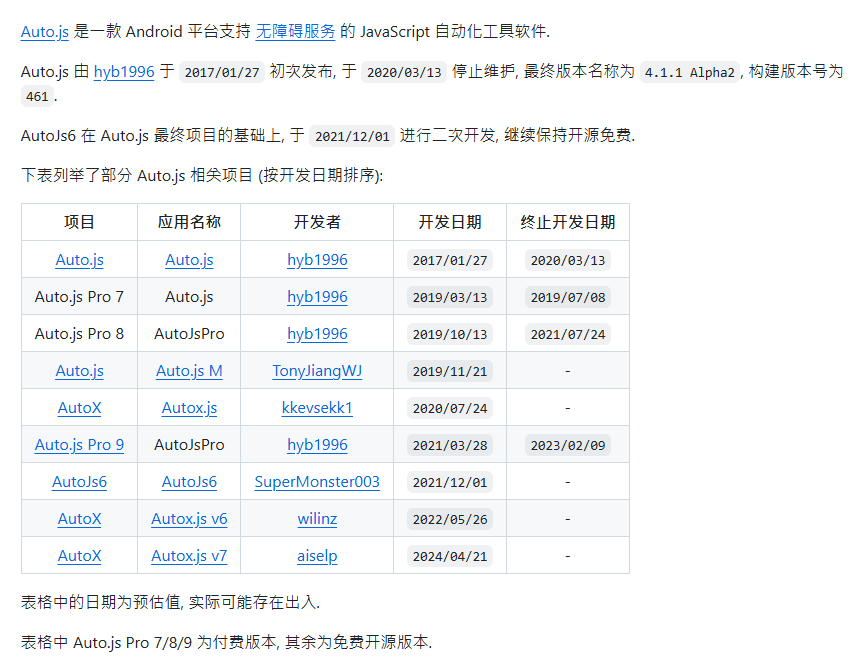 Auto.js 是一款 Android 平台支持 无障碍服务 的 JavaScript 自动化工具软件.
Auto.js 由 hyb1996 于 2017/01/27 初次发布, 于 2020/03/13 停止维护, 最终版本名称为 4.1.1 Alpha2, 构建版本号为
461.
AutoJs6 在 Auto.js 最终项目的基础上, 于 2021/12/01 进行二次开发, 继续保持开源免费.
下表列举了部分 Auto.js 相关项目 (按开发日期排序):
项目 应用名称 开发者 开发日期 终止开发日期
Auto.js Auto.js hyb1996 2017/01/27 2020/03/13
Auto.js Pro 7 Auto.js hyb1996 2019/03/13 2019/07/08
Auto.js Pro 8 AutoJsPro hyb1996 2019/10/13 2021/07/24
Auto.js Auto.js M TonyJiangWJ 2019/11/21 -
AutoX Autox.js kkevsekk1 2020/07/24 -
Auto.js Pro 9 AutoJsPro hyb1996 2021/03/28 2023/02/09
AutoJs6 AutoJs6 SuperMonster003 2021/12/01 -
AutoX Autox.js v6 wilinz 2022/05/26 -
AutoX Autox.js v7 aiselp 2024/04/21 -
表格中的日期为预估值, 实际可能存在出入.
表格中 Auto.js Pro 7/8/9 为付费版本, 其余为免费开源版本.